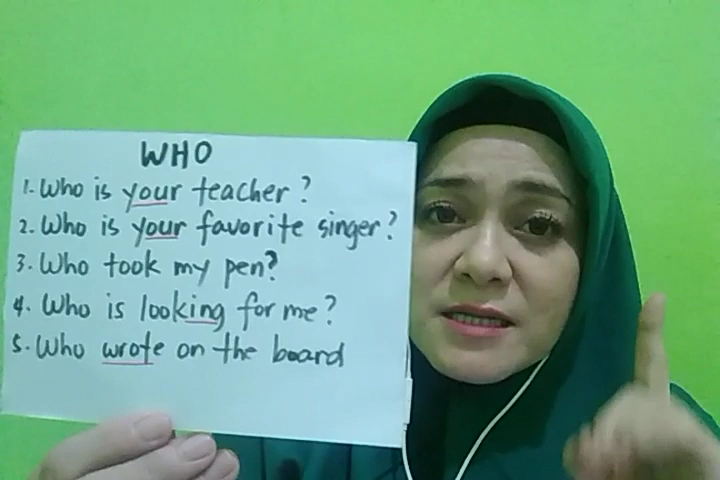 WHO
1. Who is your teacher?
2. Who is your favorite singer?
3. Who took my pen?
4. Who is looking for me?
5. Who wrote on the board